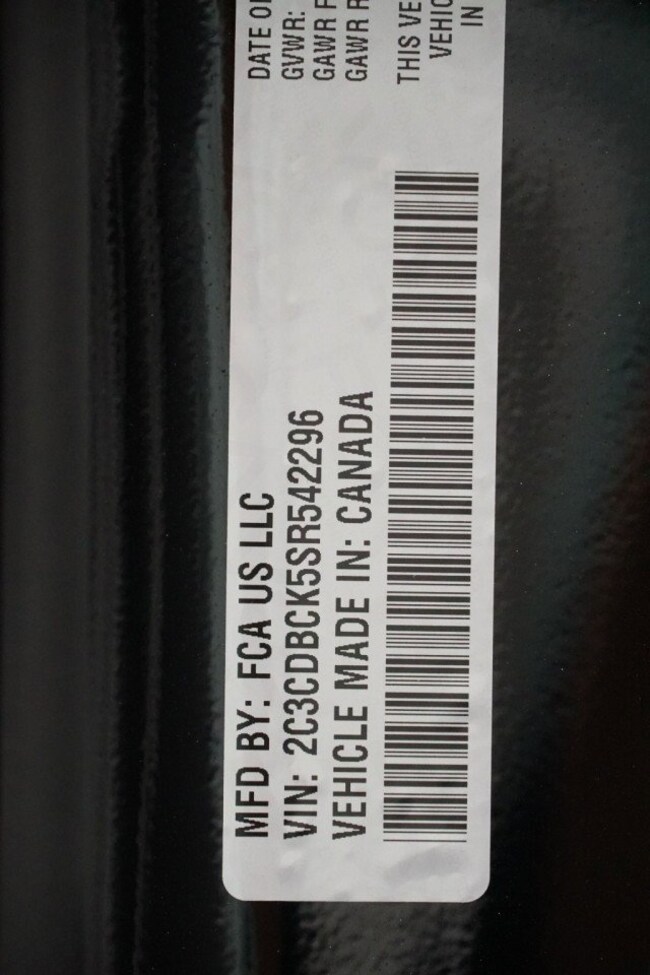 MFD BY: FCA US LLC
VIN: 2C3CDBCK5SR542296
VEHICLE MADE IN: CANADA
DATE O
GVWR:
GAWR F
GAWR R
THIS VE
VEHIC
IN